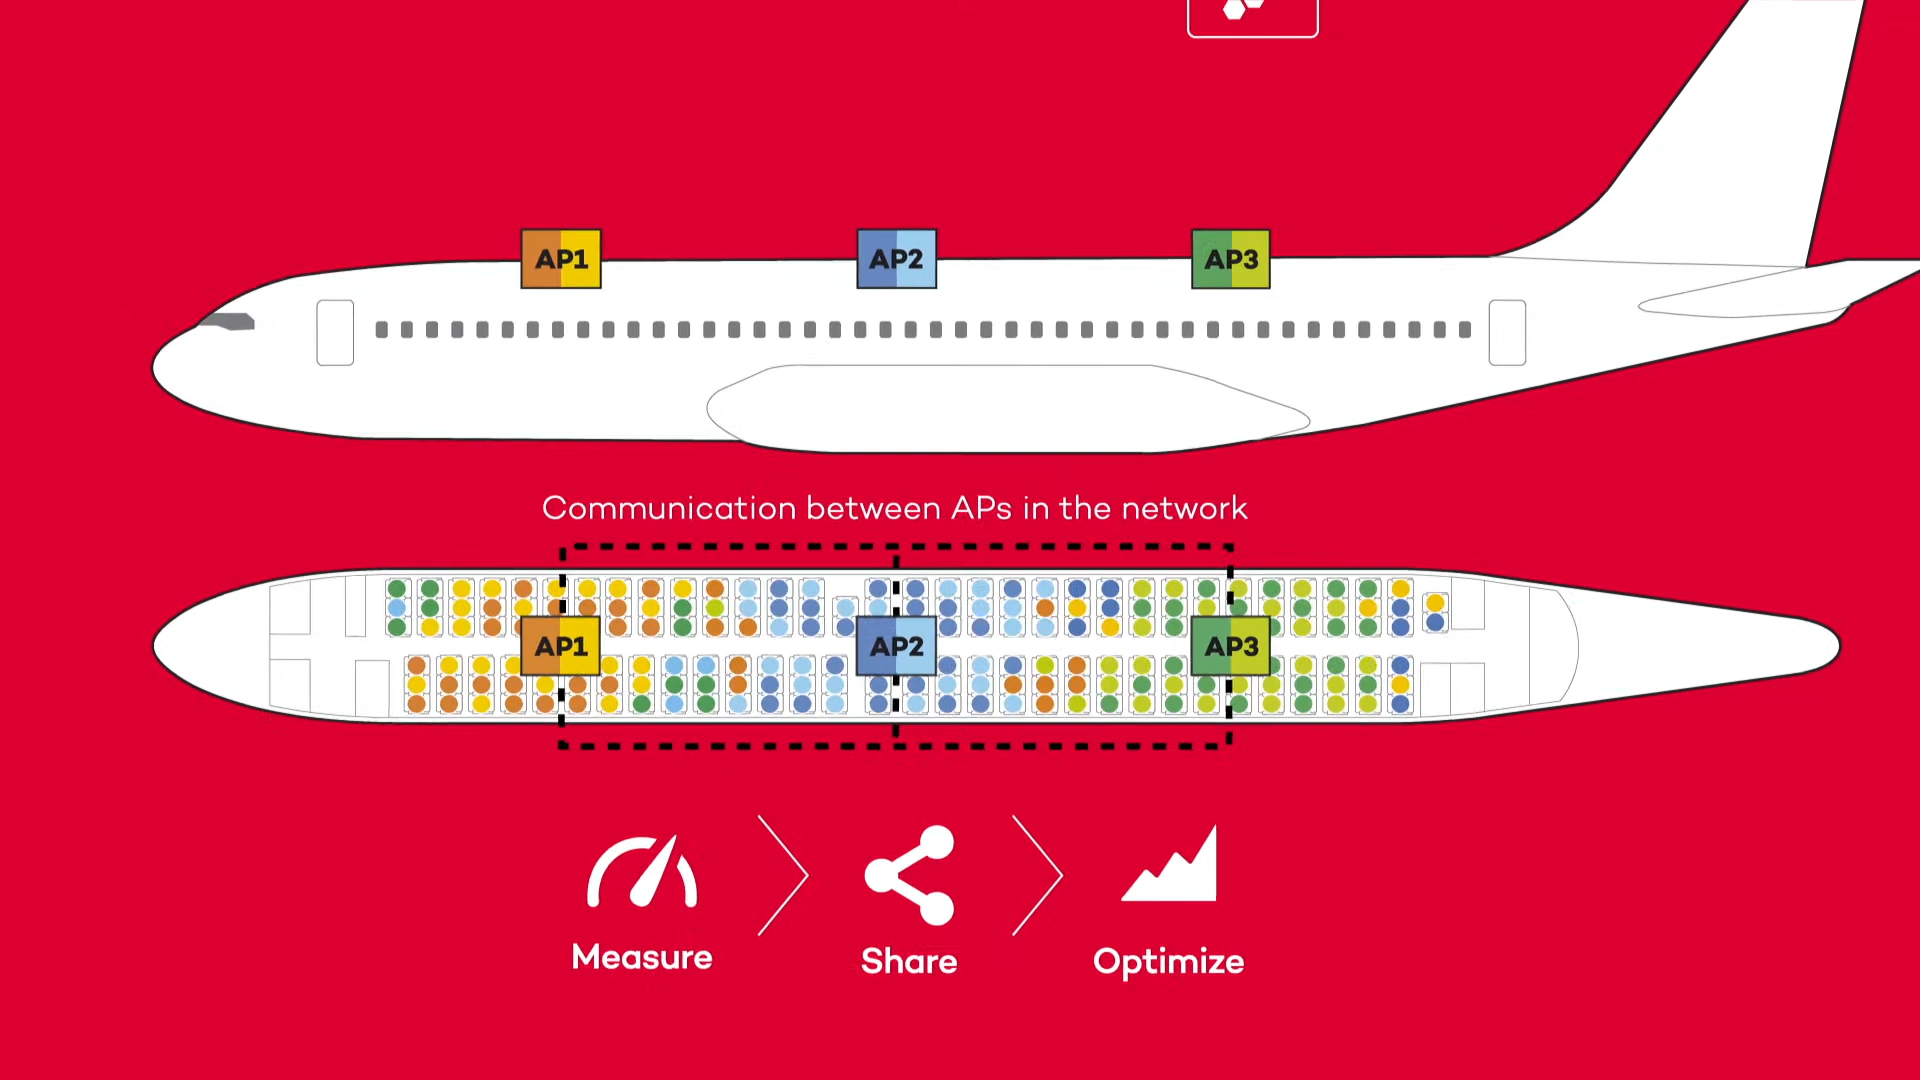 AP1
AP2
AP3
Communication between APs in the network
AP1
AP2
AP3
Measure
Share
Optimize